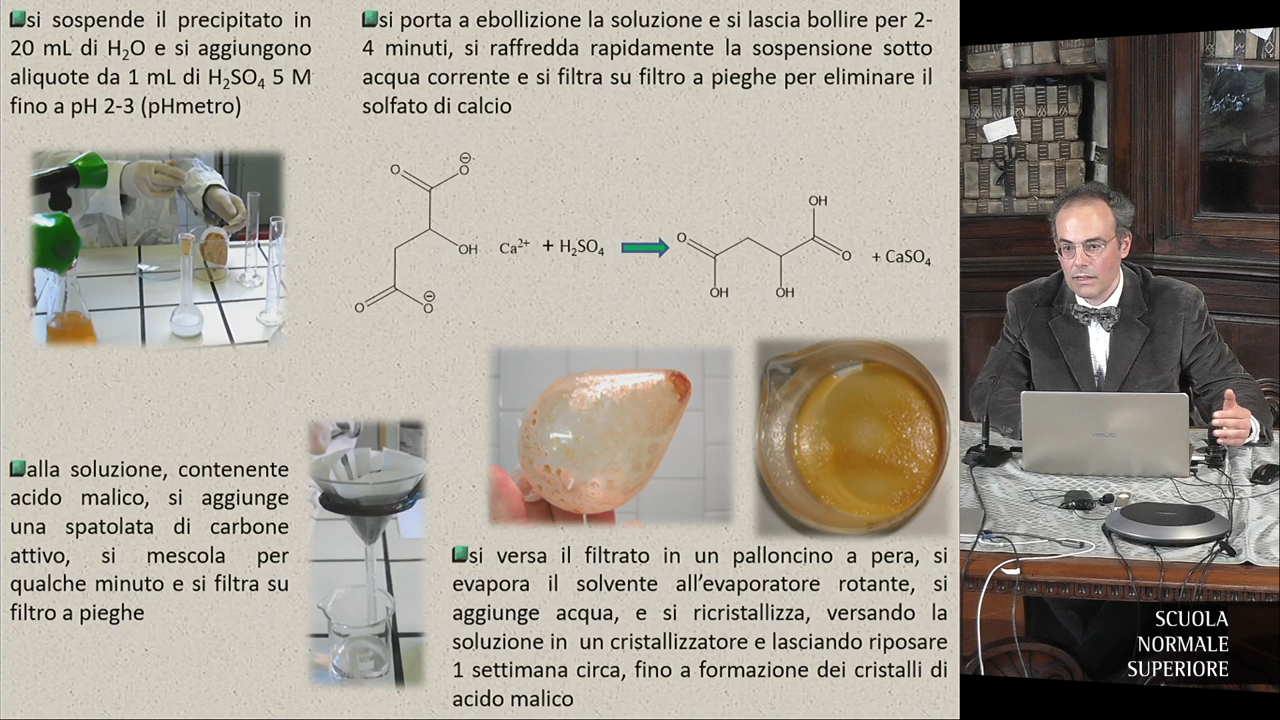 si sospende il precipitato in
20 mL di H₂O e si aggiungono
aliquote da 1 mL di H₂SO₄ 5 M
fino a pH 2-3 (pHmetro)
si porta a ebollizione la soluzione e si lascia bollire per 2-
4 minuti, si raffredda rapidamente la sospensione sotto
acqua corrente e si filtra su filtro a pieghe per eliminare il
solfato di calcio
O O⊖
OH Ca²⁺ + H₂SO₄
O O⊖
OH
O O + CaSO₄
OH OH
alla soluzione, contenente
acido malico, si aggiunge
una spatolata di carbone
attivo, si mescola per
qualche minuto e si filtra su
filtro a pieghe
si versa il filtrato in un palloncino a pera, si
evapora il solvente all'evaporatore rotante, si
aggiunge acqua, e si ricristallizza, versando la
soluzione in un cristallizzatore e lasciando riposare
1 settimana circa, fino a formazione dei cristalli di
acido malico
ASUS
SCUOLA
NORMALE
SUPERIORE